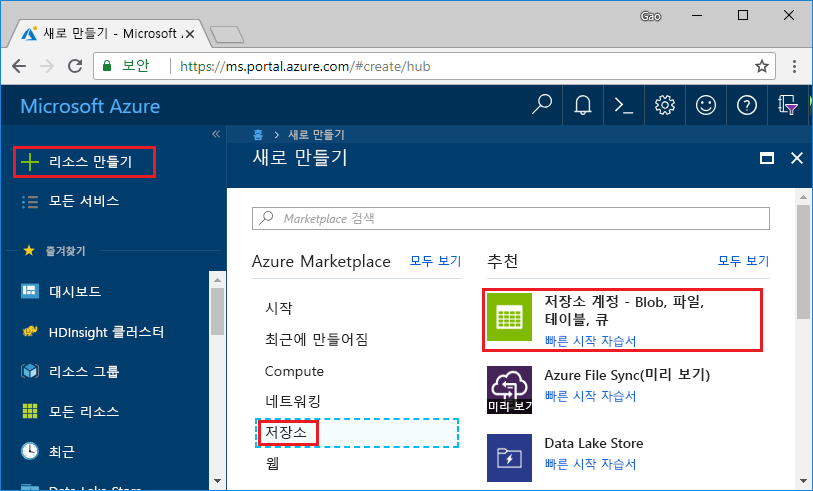 Gao
새로 만들기 - Microsoft
보안
https://ms.portal.azure.com/#create/hub
Microsoft Azure
홈 > 새로 만들기
새로 만들기
리소스 만들기
모든 서비스
즐겨찾기
대시보드
HDInsight 클러스터
리소스 그룹
모든 리소스
최근
Data Lake Store
Marketplace 검색
Azure Marketplace
모두 보기
시작
최근에 만들어짐
Compute
네트워킹
저장소
웹
추천
모두 보기
저장소 계정 - Blob, 파일,
테이블, 큐
빠른 시작 자습서
미리 보기
Azure File Sync(미리 보기)
빠른 시작 자습서
Data Lake Store
빠른 시작 자습서